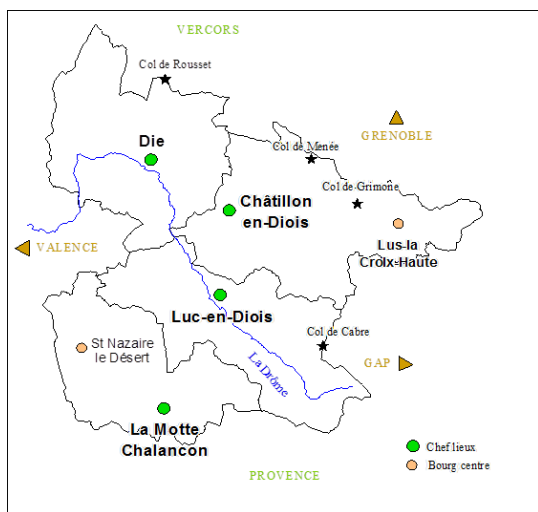 VERCORS
Col de Rousset
GRENOBLE
Die
Col de Menée
Col de Grimone
Châtillon
en-Diois
Lus-la
Croix-Haute
VALENCE
Luc-en-Diois
Col de Cabre
St Nazaire
le Désert
La Drôme
GAP
La Motte
Chalancon
Chef lieux
Bourg centre
PROVENCE